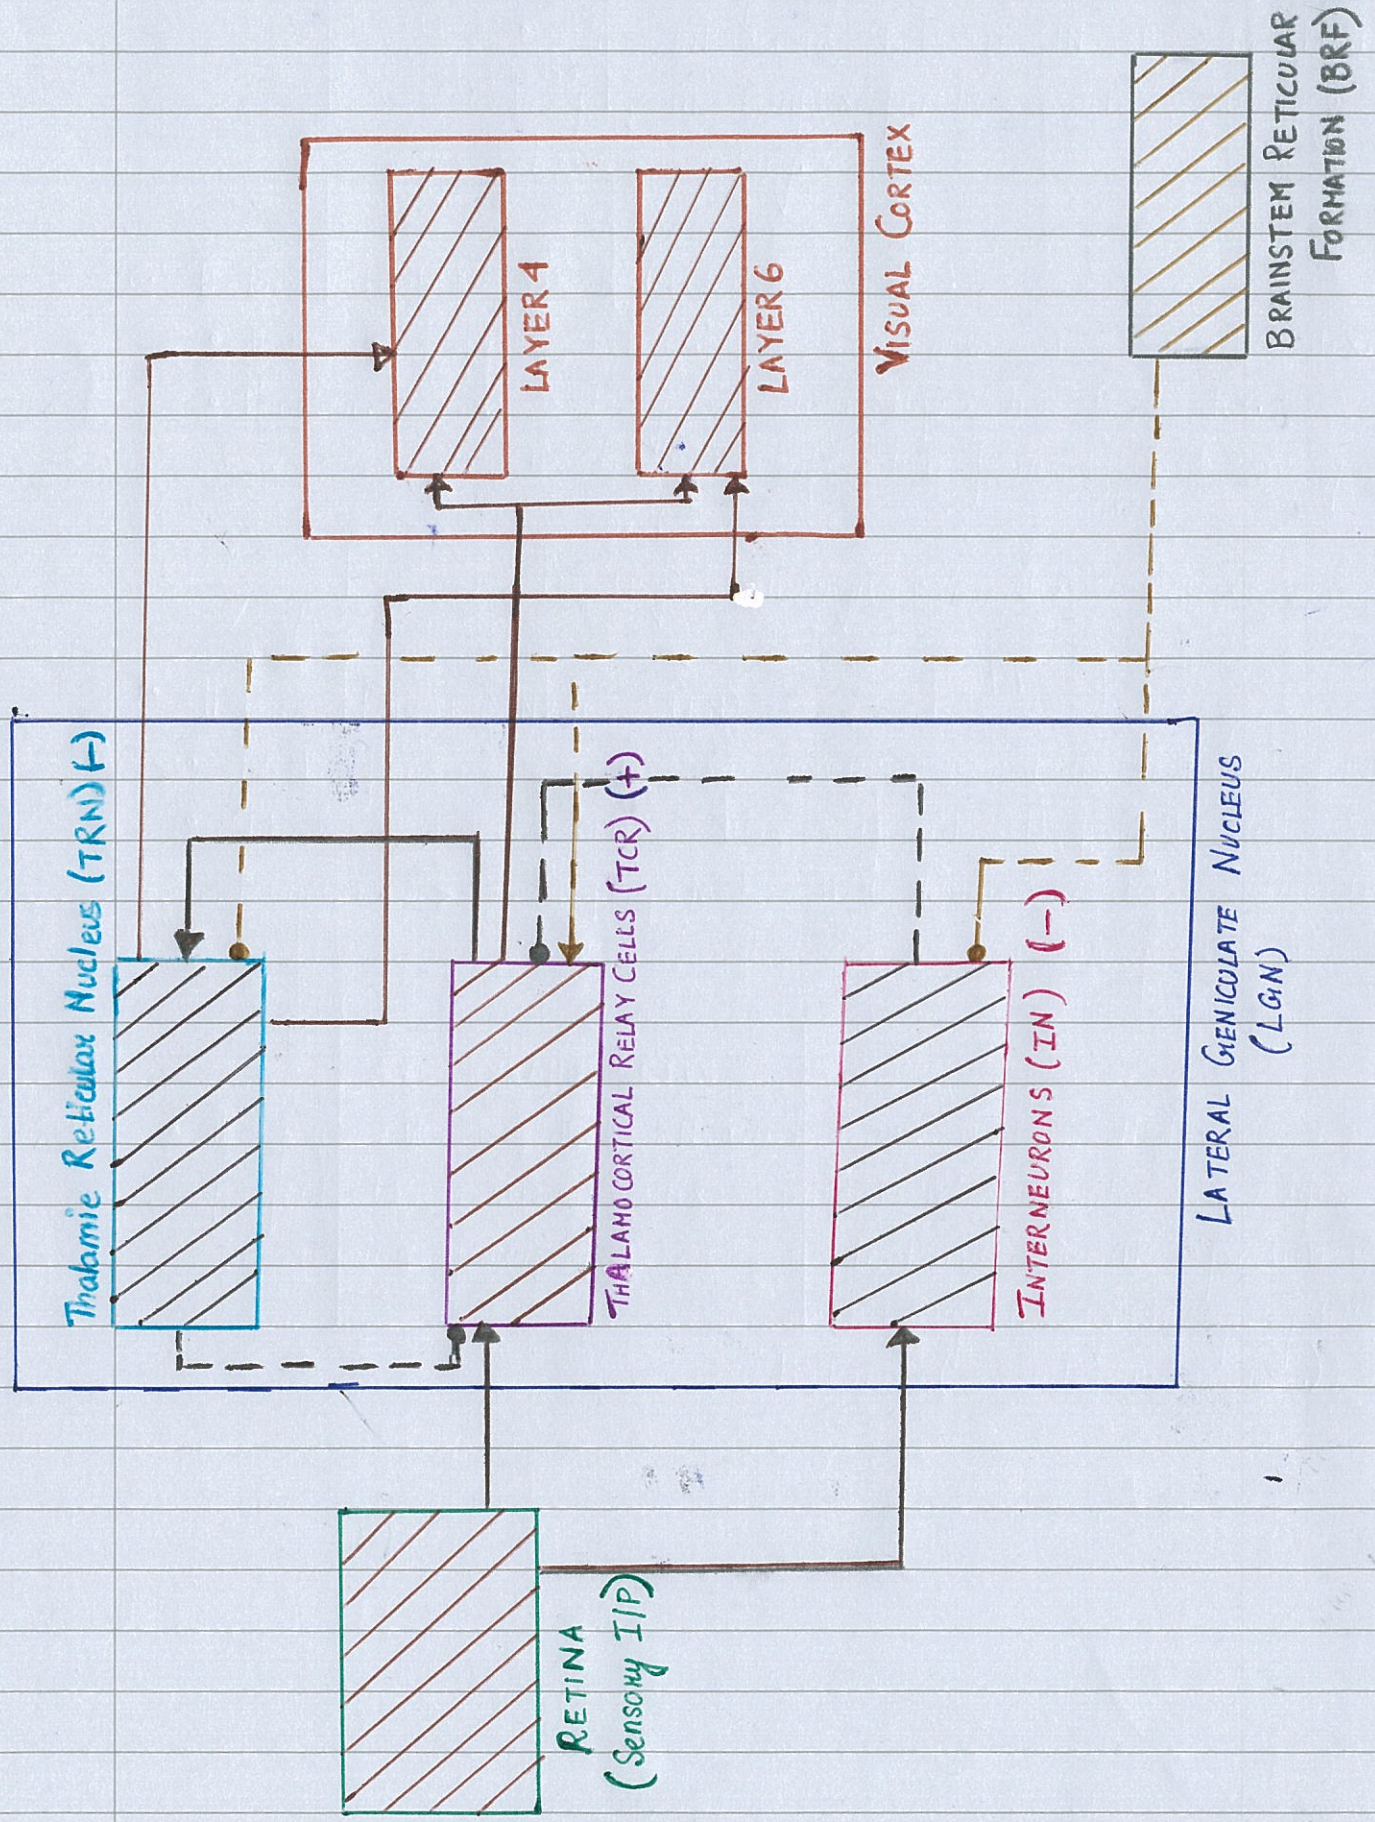 Thalamic Reticular Nucleus (TRN) (-)
THALAMOCORTICAL RELAY CELLS (TCR) (+)
INTERNEURONS (IN) (-)
LATERAL GENICULATE NUCLEUS
(LGN)
RETINA
(Sensory I/P)
LAYER 4
LAYER 6
VISUAL CORTEX
BRAINSTEM RETICULAR
FORMATION (BRF)